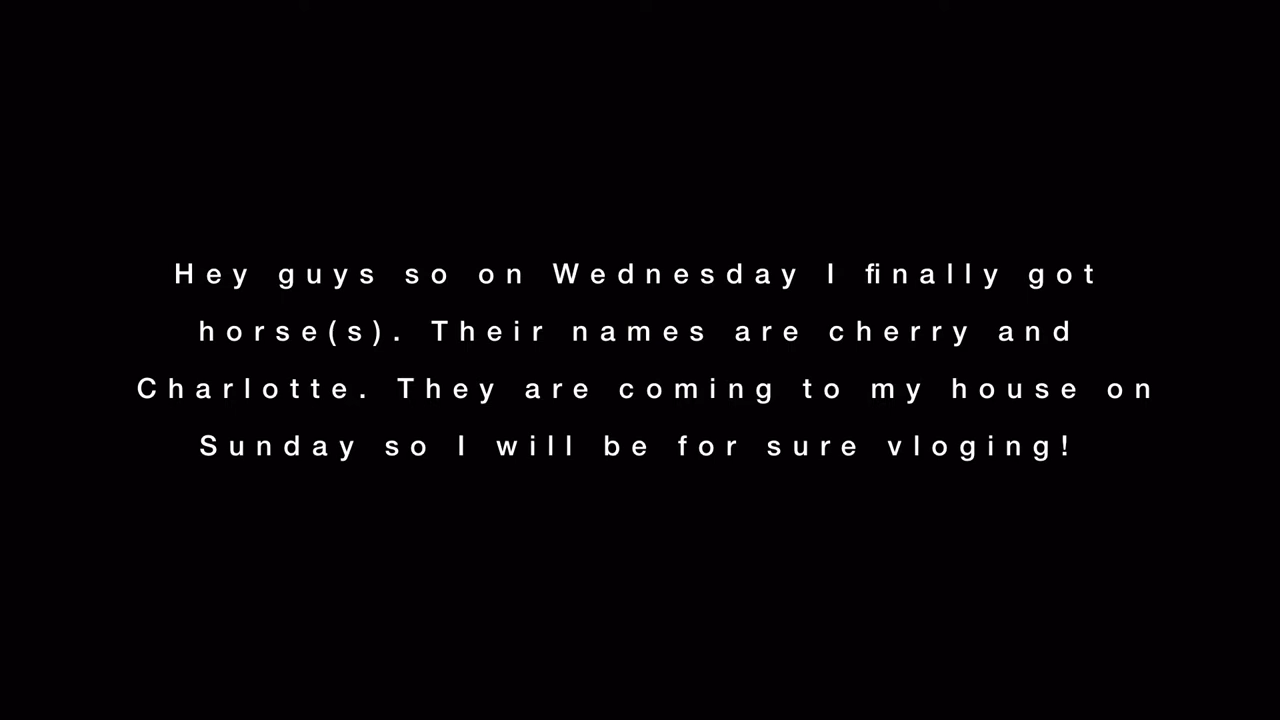 Hey guys so on Wednesday I finally got
horse(s). Their names are cherry and
Charlotte. They are coming to my house on
Sunday so I will be for sure vloging!